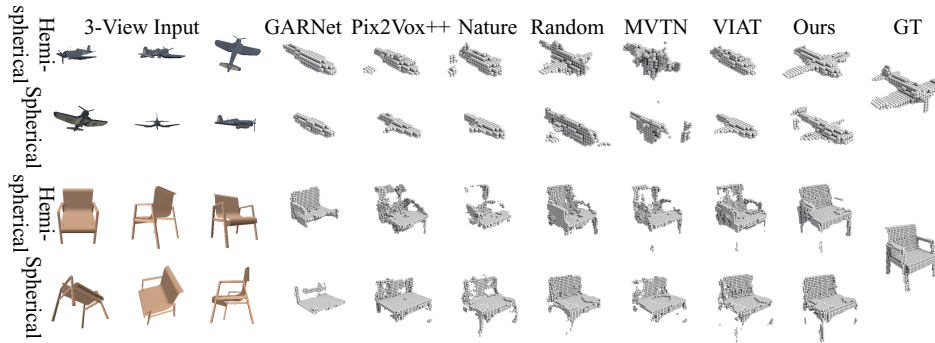 3-View Input GARNet Pix2Vox++ Nature Random MVTN VIAT Ours GT
Hemi-
spherical
Spherical
Hemi-
spherical
Spherical